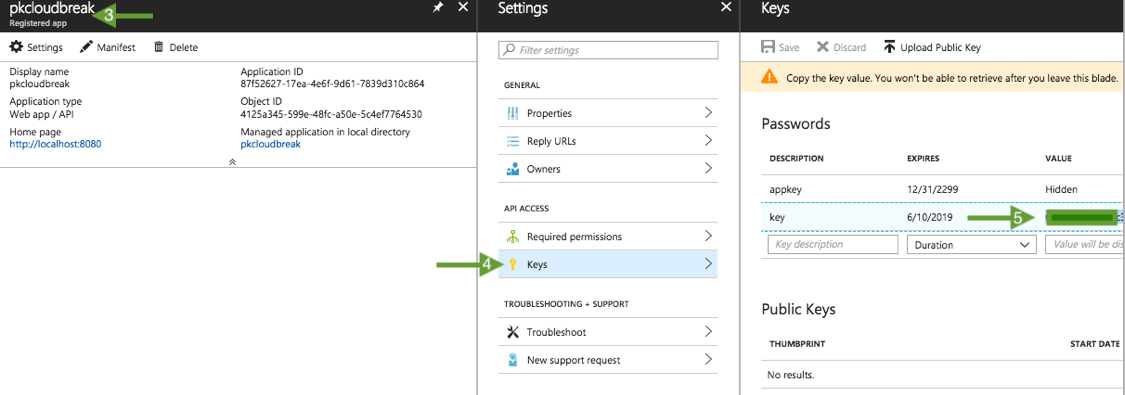 pkcloudbreak
3
Registered app
Settings
Manifest
Delete
Display name
pkcloudbreak
Application type
Web app / API
Home page
http://localhost:8080
Application ID
87f52627-17ea-4e6f-9d61-7839d310c864
Object ID
4125a345-599e-48fc-a50e-5c4ef7764530
Managed application in local directory
pkcloudbreak
Settings
Filter settings
GENERAL
Properties
Reply URLs
Owners
API ACCESS
Required permissions
4
Keys
TROUBLESHOOTING + SUPPORT
Troubleshoot
New support request
Keys
Save
Discard
Upload Public Key
Copy the key value. You won't be able to retrieve after you leave this blade.
Passwords
DESCRIPTION EXPIRES VALUE
appkey 12/31/2299 Hidden
key 6/10/2019 5
Key description Duration Value will be dis
Public Keys
THUMBPRINT START DATE
No results.